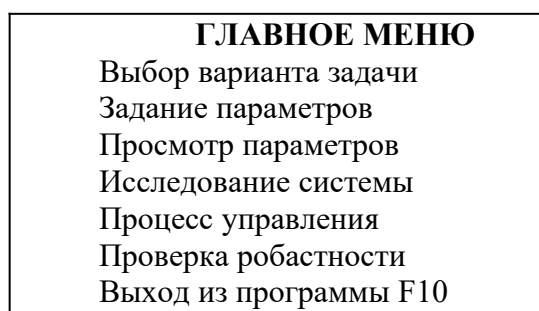 ГЛАВНОЕ МЕНЮ
Выбор варианта задачи
Задание параметров
Просмотр параметров
Исследование системы
Процесс управления
Проверка робастности
Выход из программы F10